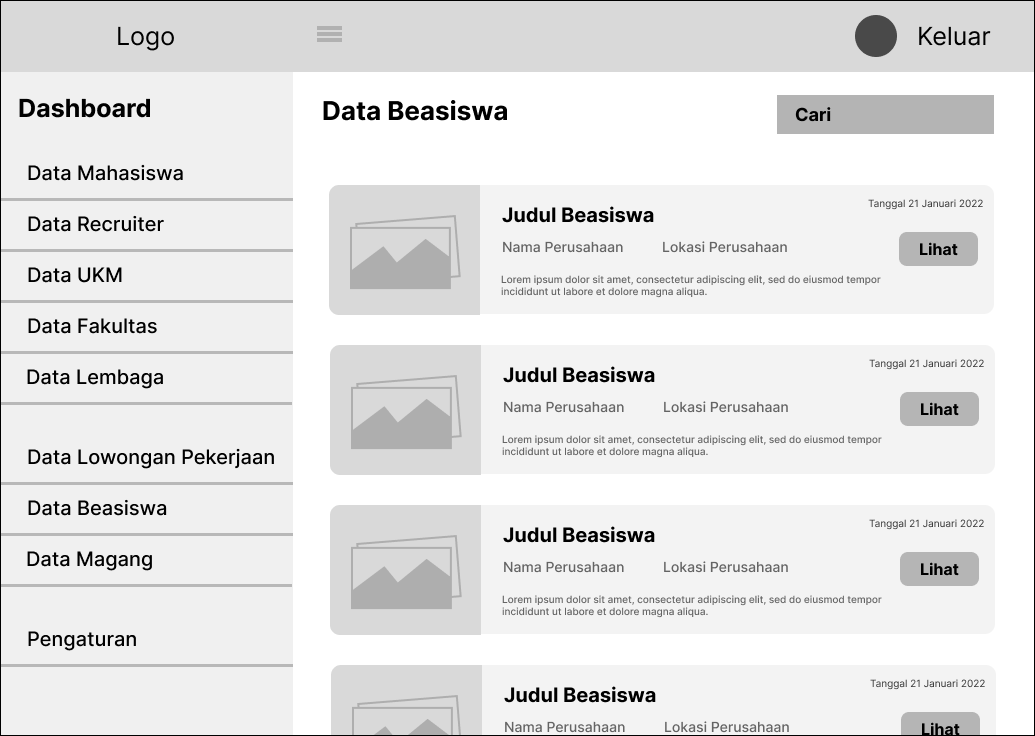 Logo
Keluar
Dashboard
Data Mahasiswa
Data Recruiter
Data UKM
Data Fakultas
Data Lembaga
Data Lowongan Pekerjaan
Data Beasiswa
Data Magang
Pengaturan
Data Beasiswa
Cari
Tanggal 21 Januari 2022
Judul Beasiswa
Nama Perusahaan
Lokasi Perusahaan
Lihat
Lorem ipsum dolor sit amet, consectetur adipiscing elit, sed do eiusmod tempor
incididunt ut labore et dolore magna aliqua.
Tanggal 21 Januari 2022
Judul Beasiswa
Nama Perusahaan
Lokasi Perusahaan
Lihat
Lorem ipsum dolor sit amet, consectetur adipiscing elit, sed do eiusmod tempor
incididunt ut labore et dolore magna aliqua.
Tanggal 21 Januari 2022
Judul Beasiswa
Nama Perusahaan
Lokasi Perusahaan
Lihat
Lorem ipsum dolor sit amet, consectetur adipiscing elit, sed do eiusmod tempor
incididunt ut labore et dolore magna aliqua.
Tanggal 21 Januari 2022
Judul Beasiswa
Nama Perusahaan
Lokasi Perusahaan
Lihat